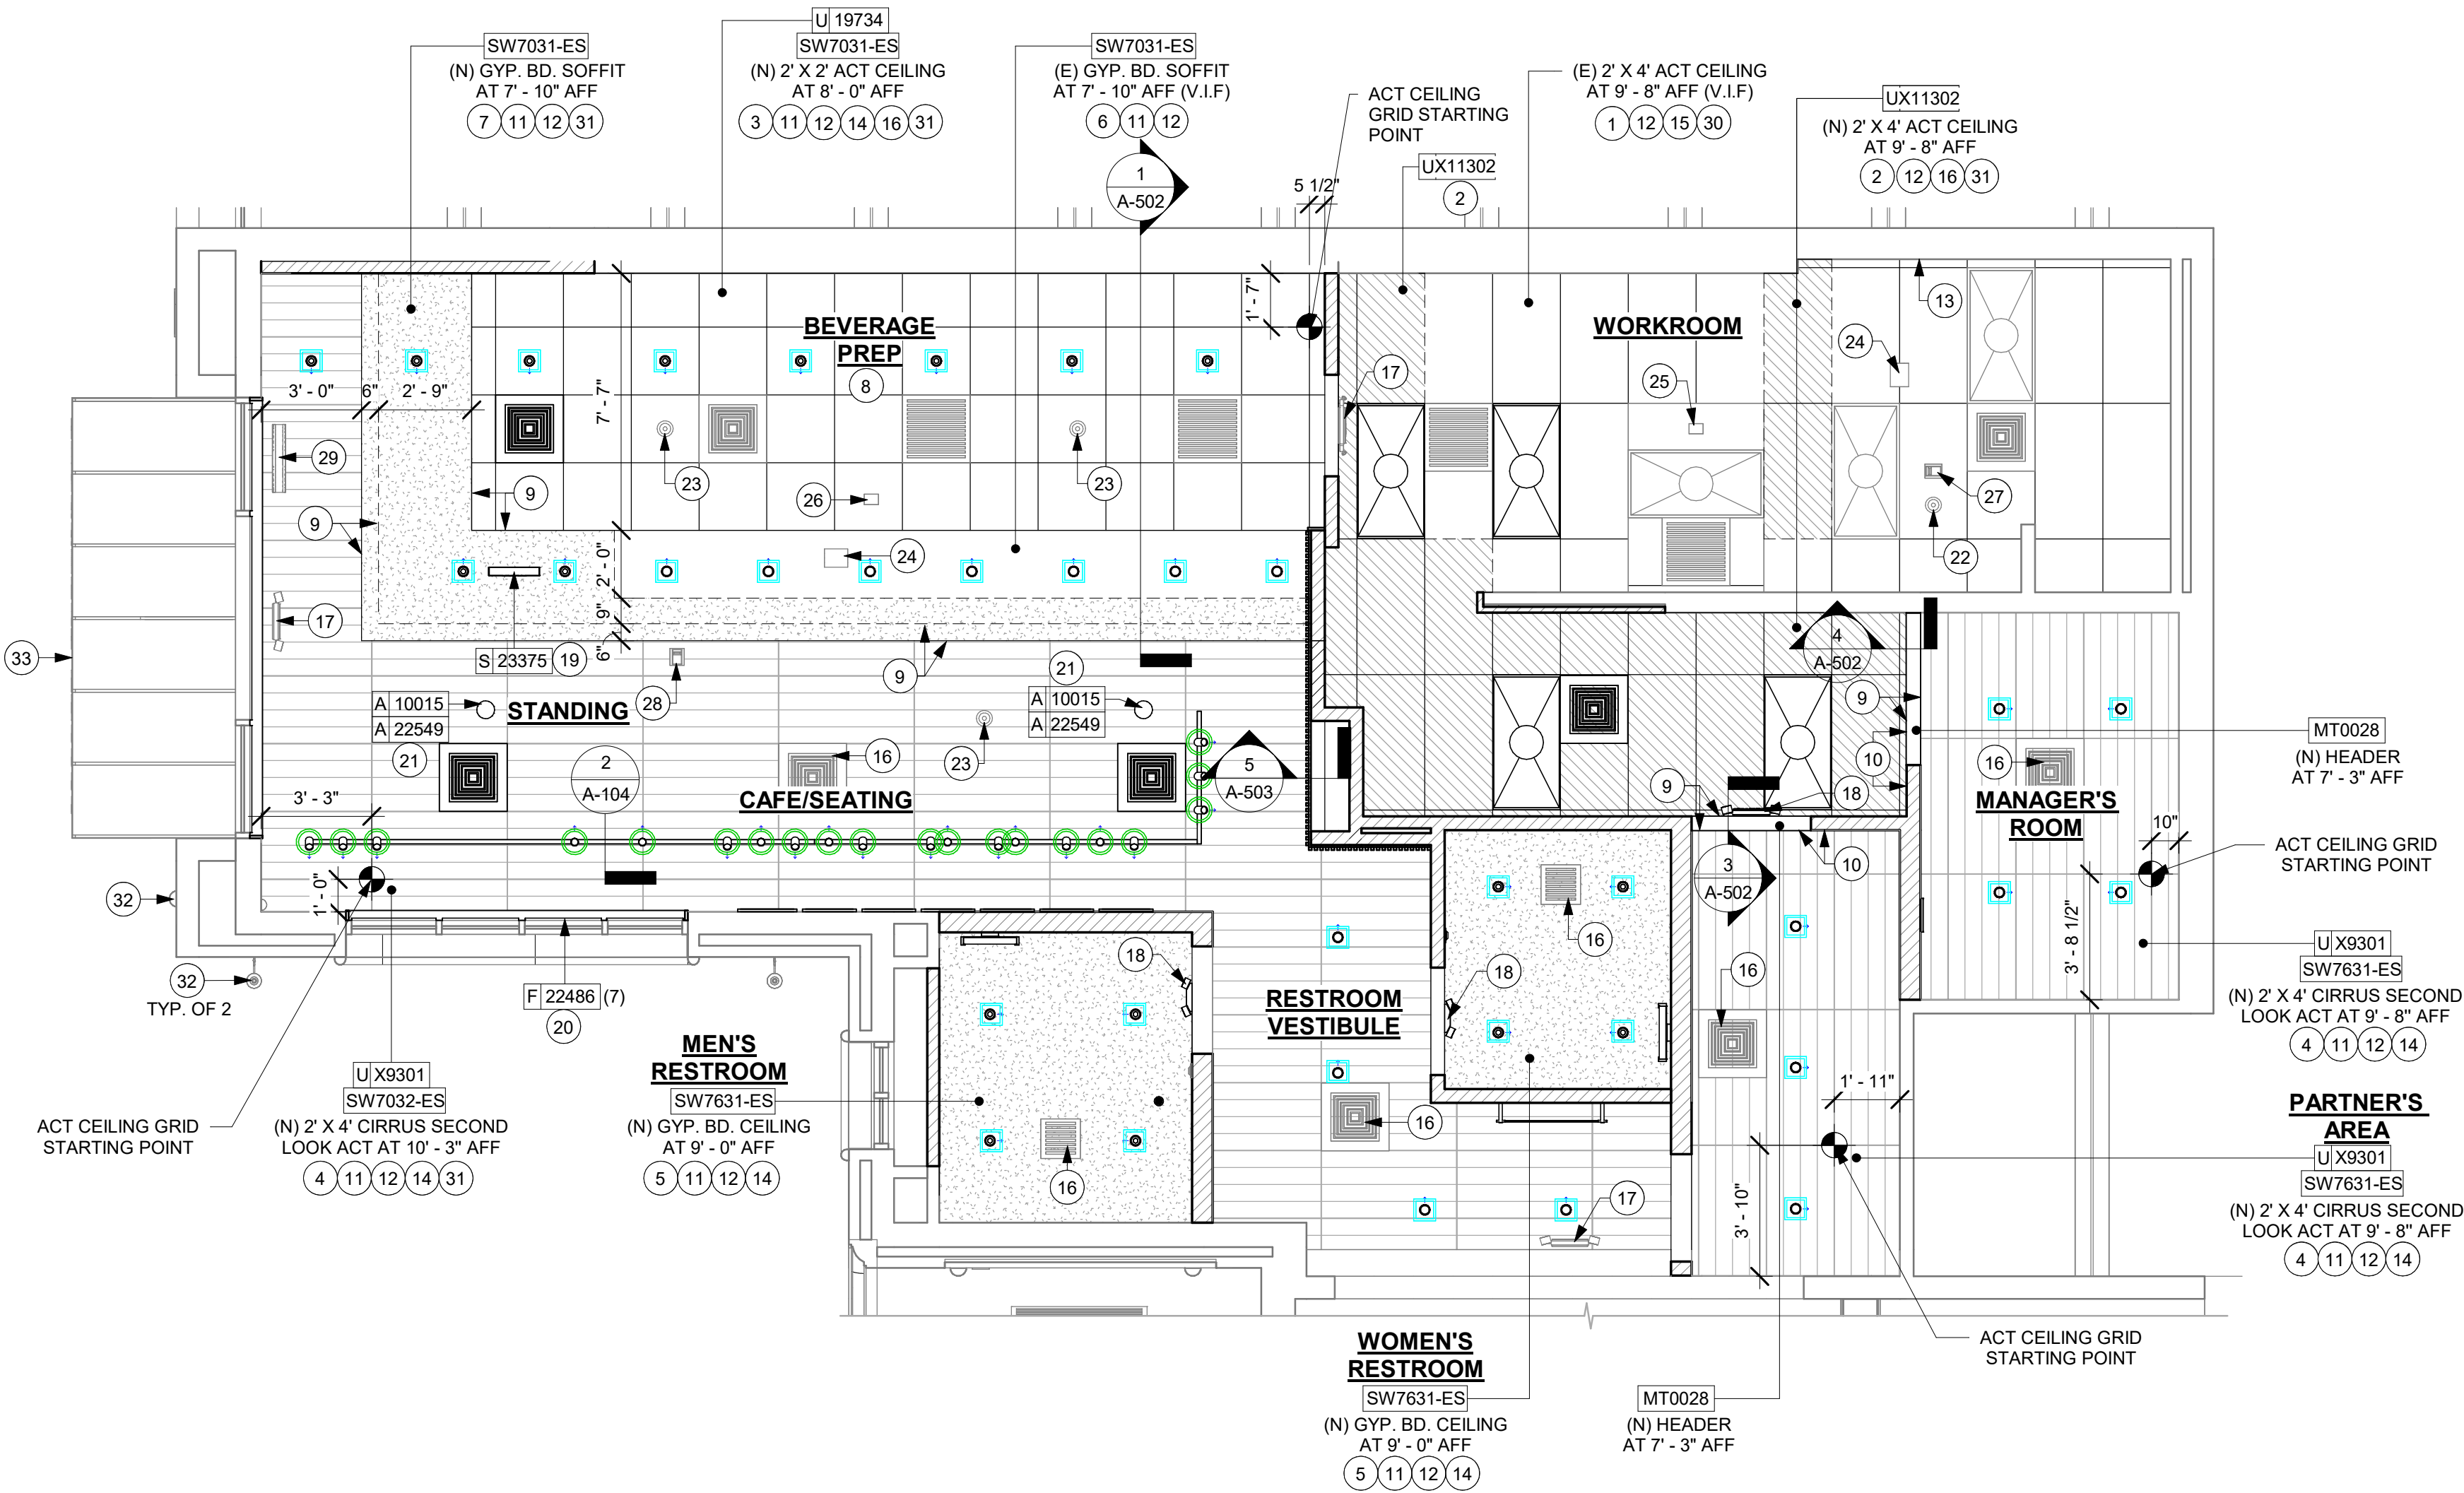 SW7031-ES
(N) GYP. BD. SOFFIT
AT 7' - 10" AFF
7 11 12 31
U 19734
SW7031-ES
(N) 2' X 2' ACT CEILING
AT 8' - 0" AFF
3 11 12 14 16 31
SW7031-ES
(E) GYP. BD. SOFFIT
AT 7' - 10" AFF (V.I.F)
6 11 12
1
A-502
ACT CEILING
GRID STARTING
POINT
5 1/2"
UX11302
2
(E) 2' X 4' ACT CEILING
AT 9' - 8" AFF (V.I.F)
1 12 15 30
UX11302
(N) 2' X 4' ACT CEILING
AT 9' - 8" AFF
2 12 16 31
BEVERAGE
PREP
8
1' - 7"
WORKROOM
13
24
17
25
3' - 0"
6"
2' - 9"
7' - 7"
29
23
23
26
27
9
9
24
22
2' - 0"
9"
6"
17
33
S 23375
19
9
21
28
A 10015
A 22549
21
STANDING
A 10015
A 22549
23
16
2
A-104
CAFE/SEATING
5
A-503
3' - 3"
1' - 0"
4
A-502
9
10
9
18
16
MT0028
(N) HEADER
AT 7' - 3" AFF
MANAGER'S
ROOM
10"
ACT CEILING GRID
STARTING POINT
3' - 8 1/2"
3
A-502
10
32
32
TYP. OF 2
F 22486 (7)
20
18
16
18
16
RESTROOM
VESTIBULE
U X9301
SW7631-ES
(N) 2' X 4' CIRRUS SECOND
LOOK ACT AT 9' - 8" AFF
4 11 12 14
MEN'S
RESTROOM
SW7631-ES
(N) GYP. BD. CEILING
AT 9' - 0" AFF
5 11 12 14
U X9301
SW7032-ES
(N) 2' X 4' CIRRUS SECOND
LOOK ACT AT 10' - 3" AFF
4 11 12 14 31
ACT CEILING GRID
STARTING POINT
16
16
17
1' - 11"
3' - 10"
PARTNER'S
AREA
U X9301
SW7631-ES
(N) 2' X 4' CIRRUS SECOND
LOOK ACT AT 9' - 8" AFF
4 11 12 14
ACT CEILING GRID
STARTING POINT
WOMEN'S
RESTROOM
SW7631-ES
(N) GYP. BD. CEILING
AT 9' - 0" AFF
5 11 12 14
MT0028
(N) HEADER
AT 7' - 3" AFF